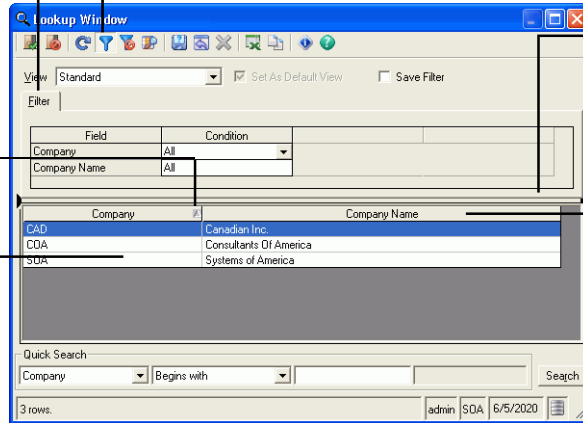 Lookup Window
View Standard Set As Default View Save Filter
Filter
Field Condition
Company All
Company Name All
Company Company Name
CAD Canadian Inc.
COA Consultants Of America
SOA Systems of America
Quick Search
Company Begins with Search
3 rows. admin SOA 6/5/2020